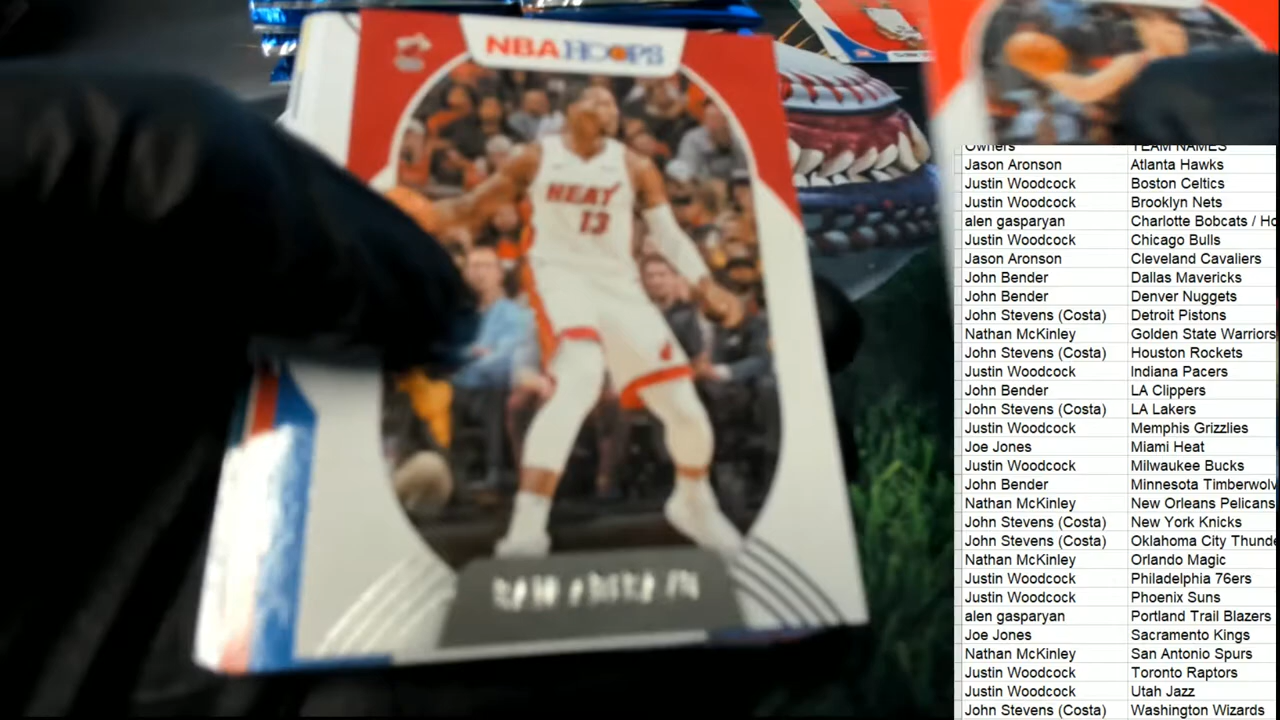 NBA HOOPS
HEAT
13
Owners TEAM NAMES
Jason Aronson Atlanta Hawks
Justin Woodcock Boston Celtics
Justin Woodcock Brooklyn Nets
alen gasparyan Charlotte Bobcats / Ho
Justin Woodcock Chicago Bulls
Jason Aronson Cleveland Cavaliers
John Bender Dallas Mavericks
John Bender Denver Nuggets
John Stevens (Costa) Detroit Pistons
Nathan McKinley Golden State Warriors
John Stevens (Costa) Houston Rockets
Justin Woodcock Indiana Pacers
John Bender LA Clippers
John Stevens (Costa) LA Lakers
Justin Woodcock Memphis Grizzlies
Joe Jones Miami Heat
Justin Woodcock Milwaukee Bucks
John Bender Minnesota Timberwolv
Nathan McKinley New Orleans Pelicans
John Stevens (Costa) New York Knicks
John Stevens (Costa) Oklahoma City Thunde
Nathan McKinley Orlando Magic
Justin Woodcock Philadelphia 76ers
Justin Woodcock Phoenix Suns
alen gasparyan Portland Trail Blazers
Joe Jones Sacramento Kings
Nathan McKinley San Antonio Spurs
Justin Woodcock Toronto Raptors
Justin Woodcock Utah Jazz
John Stevens (Costa) Washington Wizards